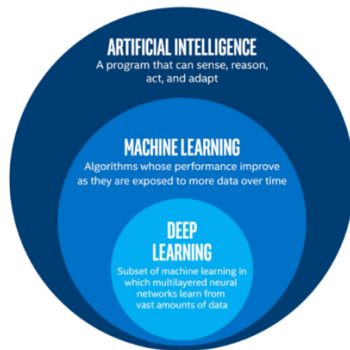 ARTIFICIAL INTELLIGENCE
A program that can sense, reason,
act, and adapt
MACHINE LEARNING
Algorithms whose performance improve
as they are exposed to more data over time
DEEP
LEARNING
Subset of machine learning in
which multilayered neural
networks learn from
vast amounts of data